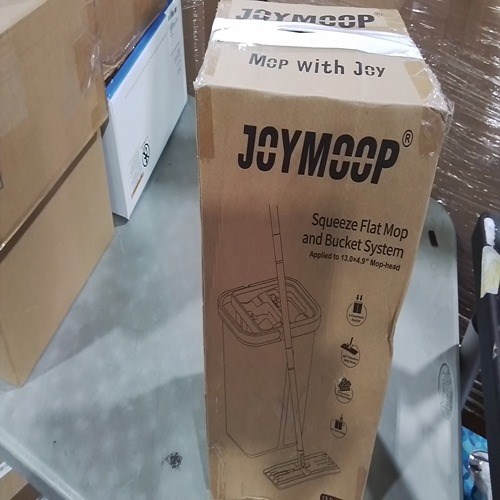 JOYMOOP
Mop with Joy
JOYMOOP®
Squeeze Flat Mop
and Bucket System
Applied to 13.0×4.9" Mop-head